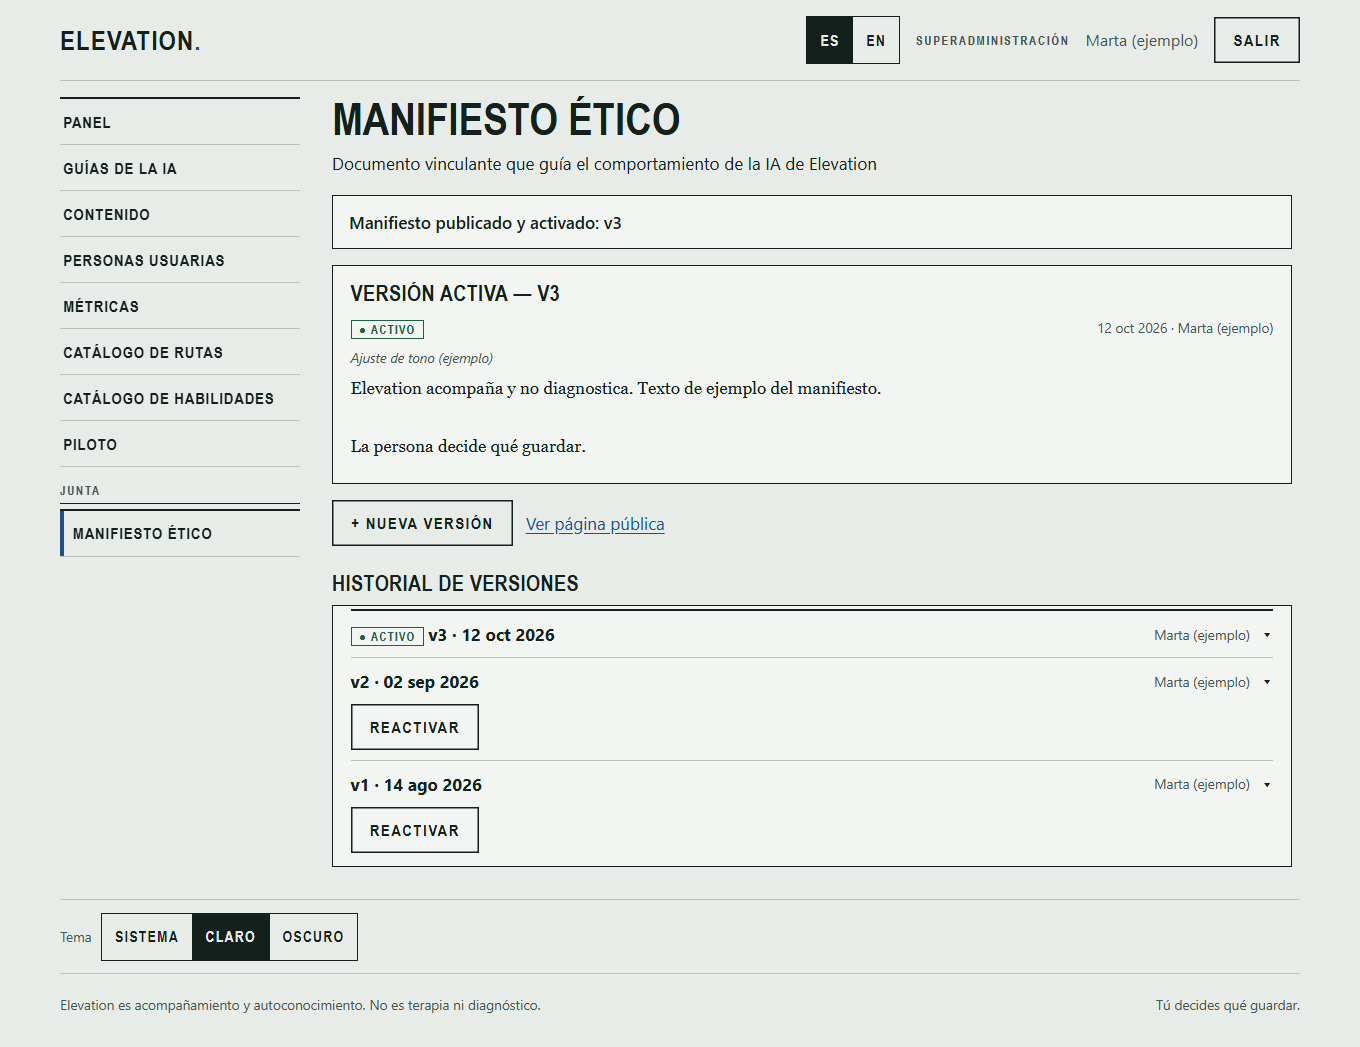 ELEVATION.
ES EN SUPERADMINISTRACIÓN Marta (ejemplo) SALIR
PANEL
GUÍAS DE LA IA
CONTENIDO
PERSONAS USUARIAS
MÉTRICAS
CATÁLOGO DE RUTAS
CATÁLOGO DE HABILIDADES
PILOTO
JUNTA
MANIFIESTO ÉTICO
MANIFIESTO ÉTICO
Documento vinculante que guía el comportamiento de la IA de Elevation
Manifiesto publicado y activado: v3
VERSIÓN ACTIVA — V3
● ACTIVO 12 oct 2026 · Marta (ejemplo)
Ajuste de tono (ejemplo)
Elevation acompaña y no diagnostica. Texto de ejemplo del manifiesto.
La persona decide qué guardar.
+ NUEVA VERSIÓN Ver página pública
HISTORIAL DE VERSIONES
● ACTIVO v3 · 12 oct 2026 Marta (ejemplo) ▾
v2 · 02 sep 2026 Marta (ejemplo) ▾
REACTIVAR
v1 · 14 ago 2026 Marta (ejemplo) ▾
REACTIVAR
Tema SISTEMA CLARO OSCURO
Elevation es acompañamiento y autoconocimiento. No es terapia ni diagnóstico. Tú decides qué guardar.